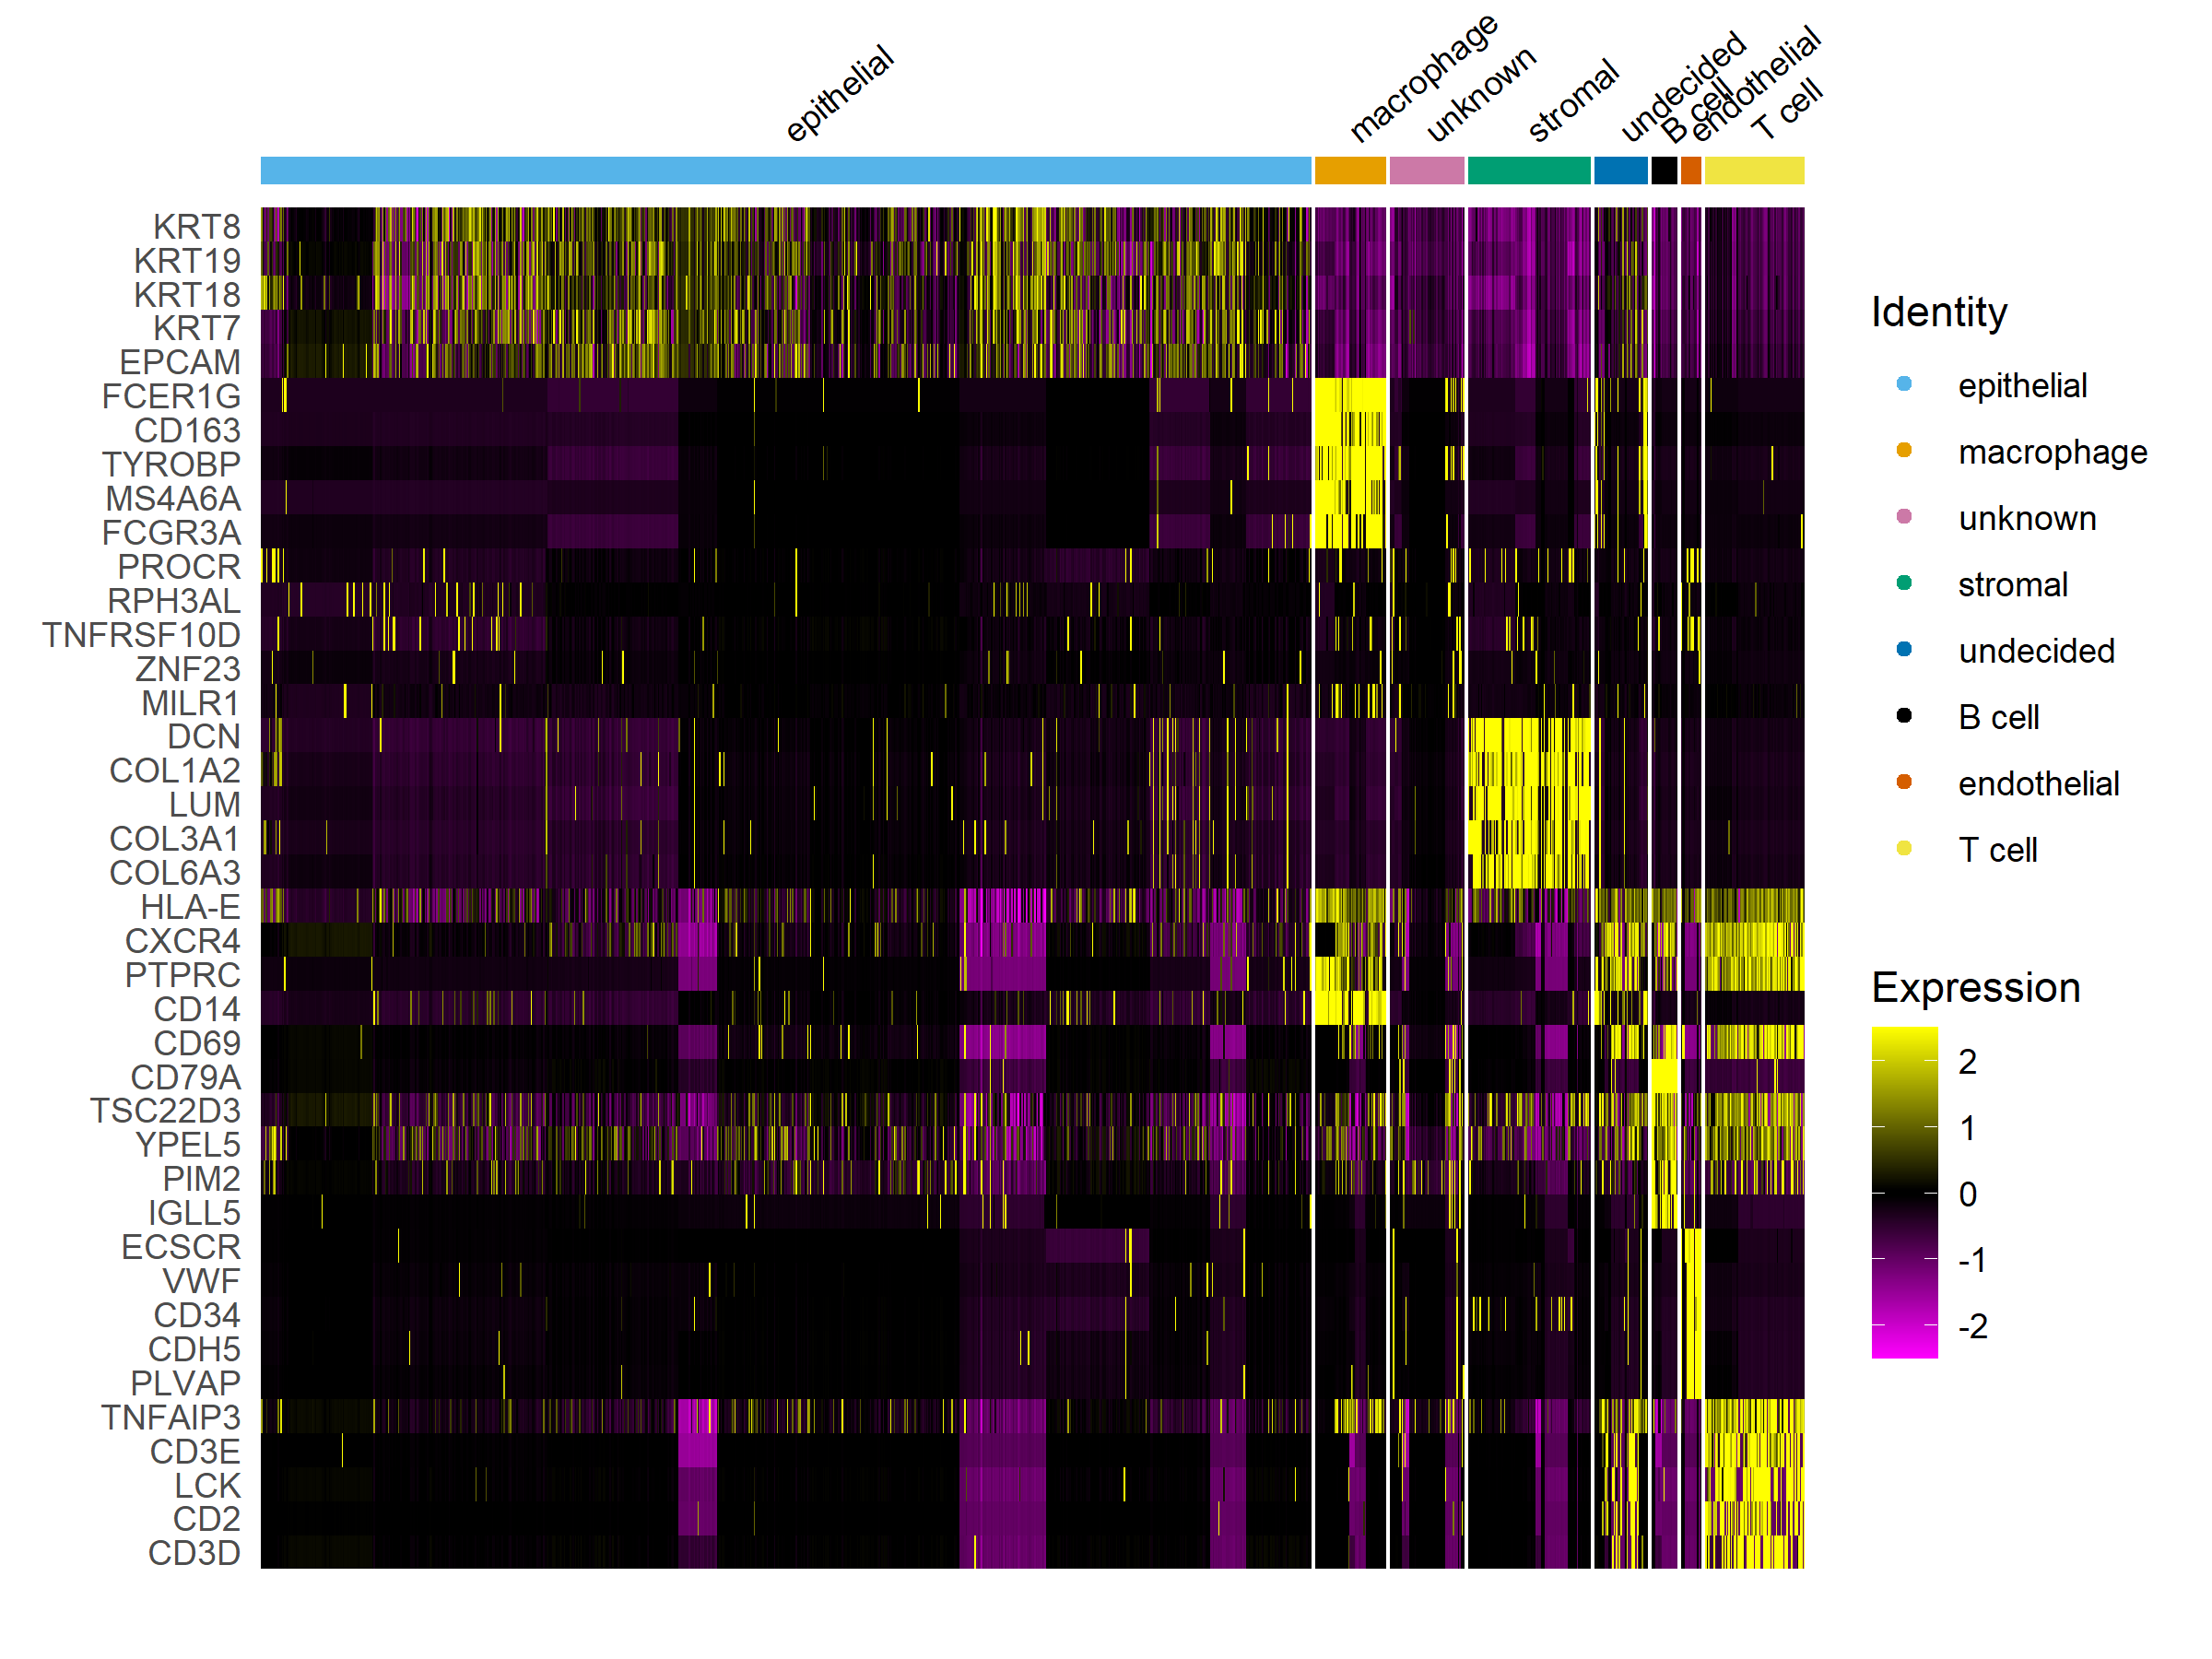 epithelial
macrophage
unknown
stromal
undecided
B cell
endothelial
T cell
KRT8
KRT19
KRT18
KRT7
EPCAM
FCER1G
CD163
TYROBP
MS4A6A
FCGR3A
PROCR
RPH3AL
TNFRSF10D
ZNF23
MILR1
DCN
COL1A2
LUM
COL3A1
COL6A3
HLA-E
CXCR4
PTPRC
CD14
CD69
CD79A
TSC22D3
YPEL5
PIM2
IGLL5
ECSCR
VWF
CD34
CDH5
PLVAP
TNFAIP3
CD3E
LCK
CD2
CD3D
Identity
epithelial
macrophage
unknown
stromal
undecided
B cell
endothelial
T cell
Expression
2
1
0
-1
-2